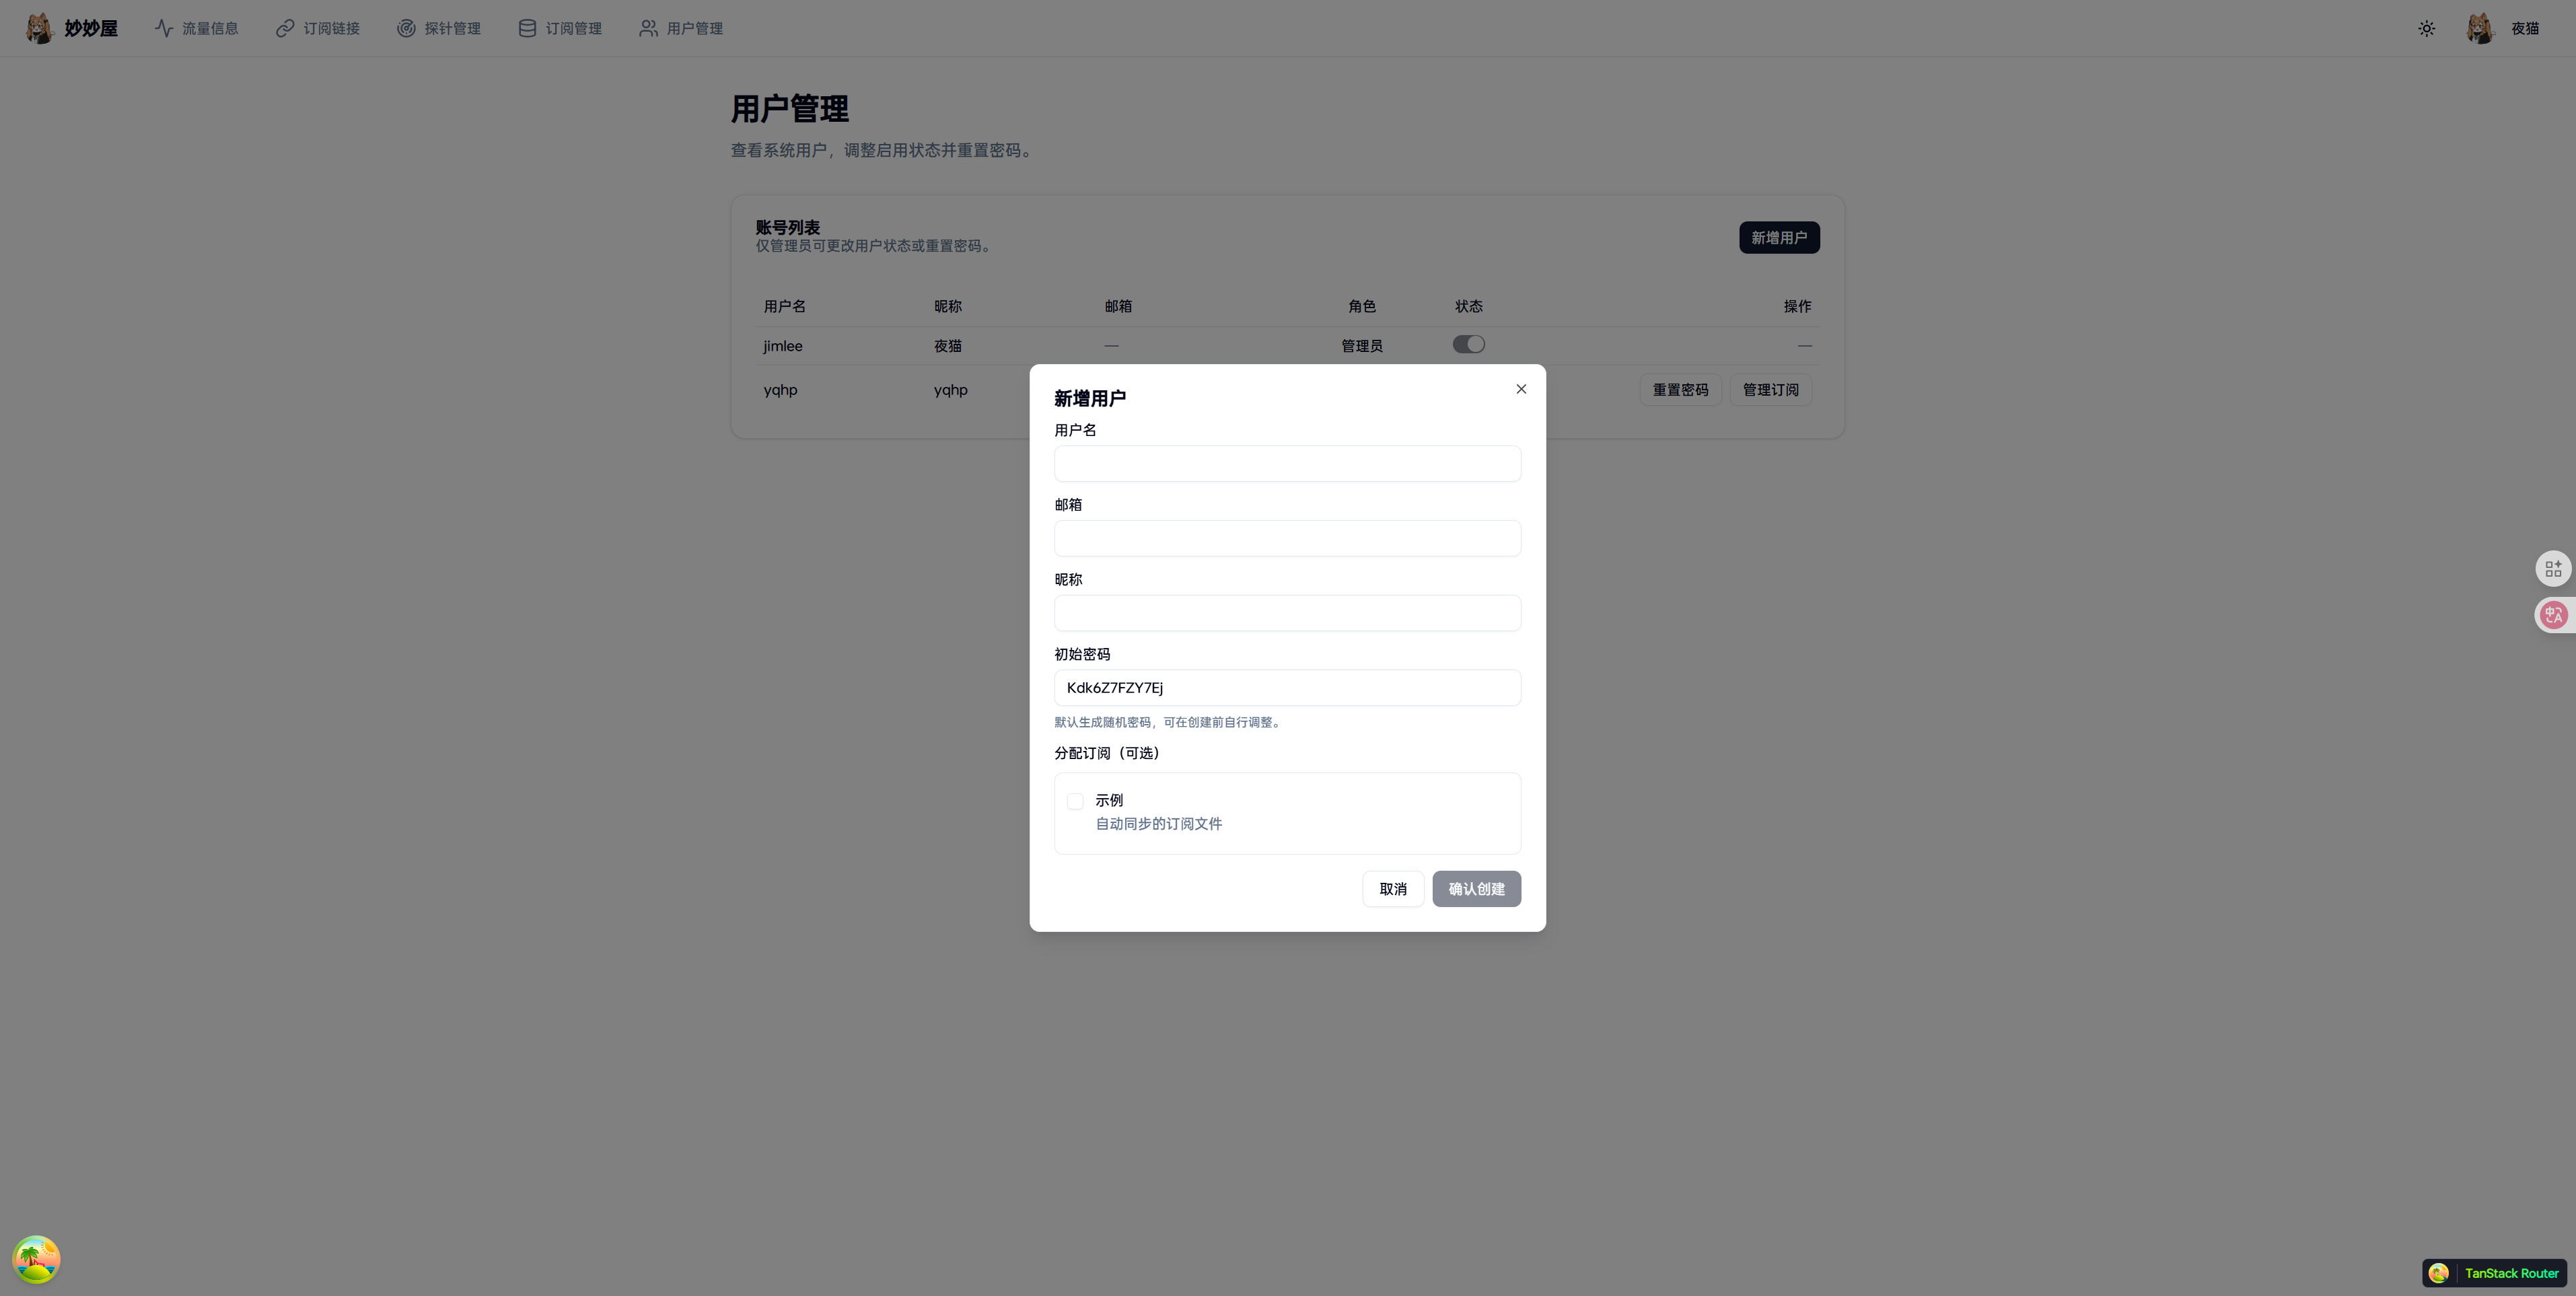 妙妙屋 流量信息 订阅链接 探针管理 订阅管理 用户管理 夜猫
用户管理
查看系统用户，调整启用状态并重置密码。
账号列表
仅管理员可更改用户状态或重置密码。
新增用户
用户名 昵称 邮箱 角色 状态 操作
jimlee 夜猫 — 管理员 —
yqhp yqhp 重置密码 管理订阅
新增用户
用户名
邮箱
昵称
初始密码
Kdk6Z7FZY7Ej
默认生成随机密码，可在创建前自行调整。
分配订阅（可选）
示例
自动同步的订阅文件
取消 确认创建
中 A
TanStack Router